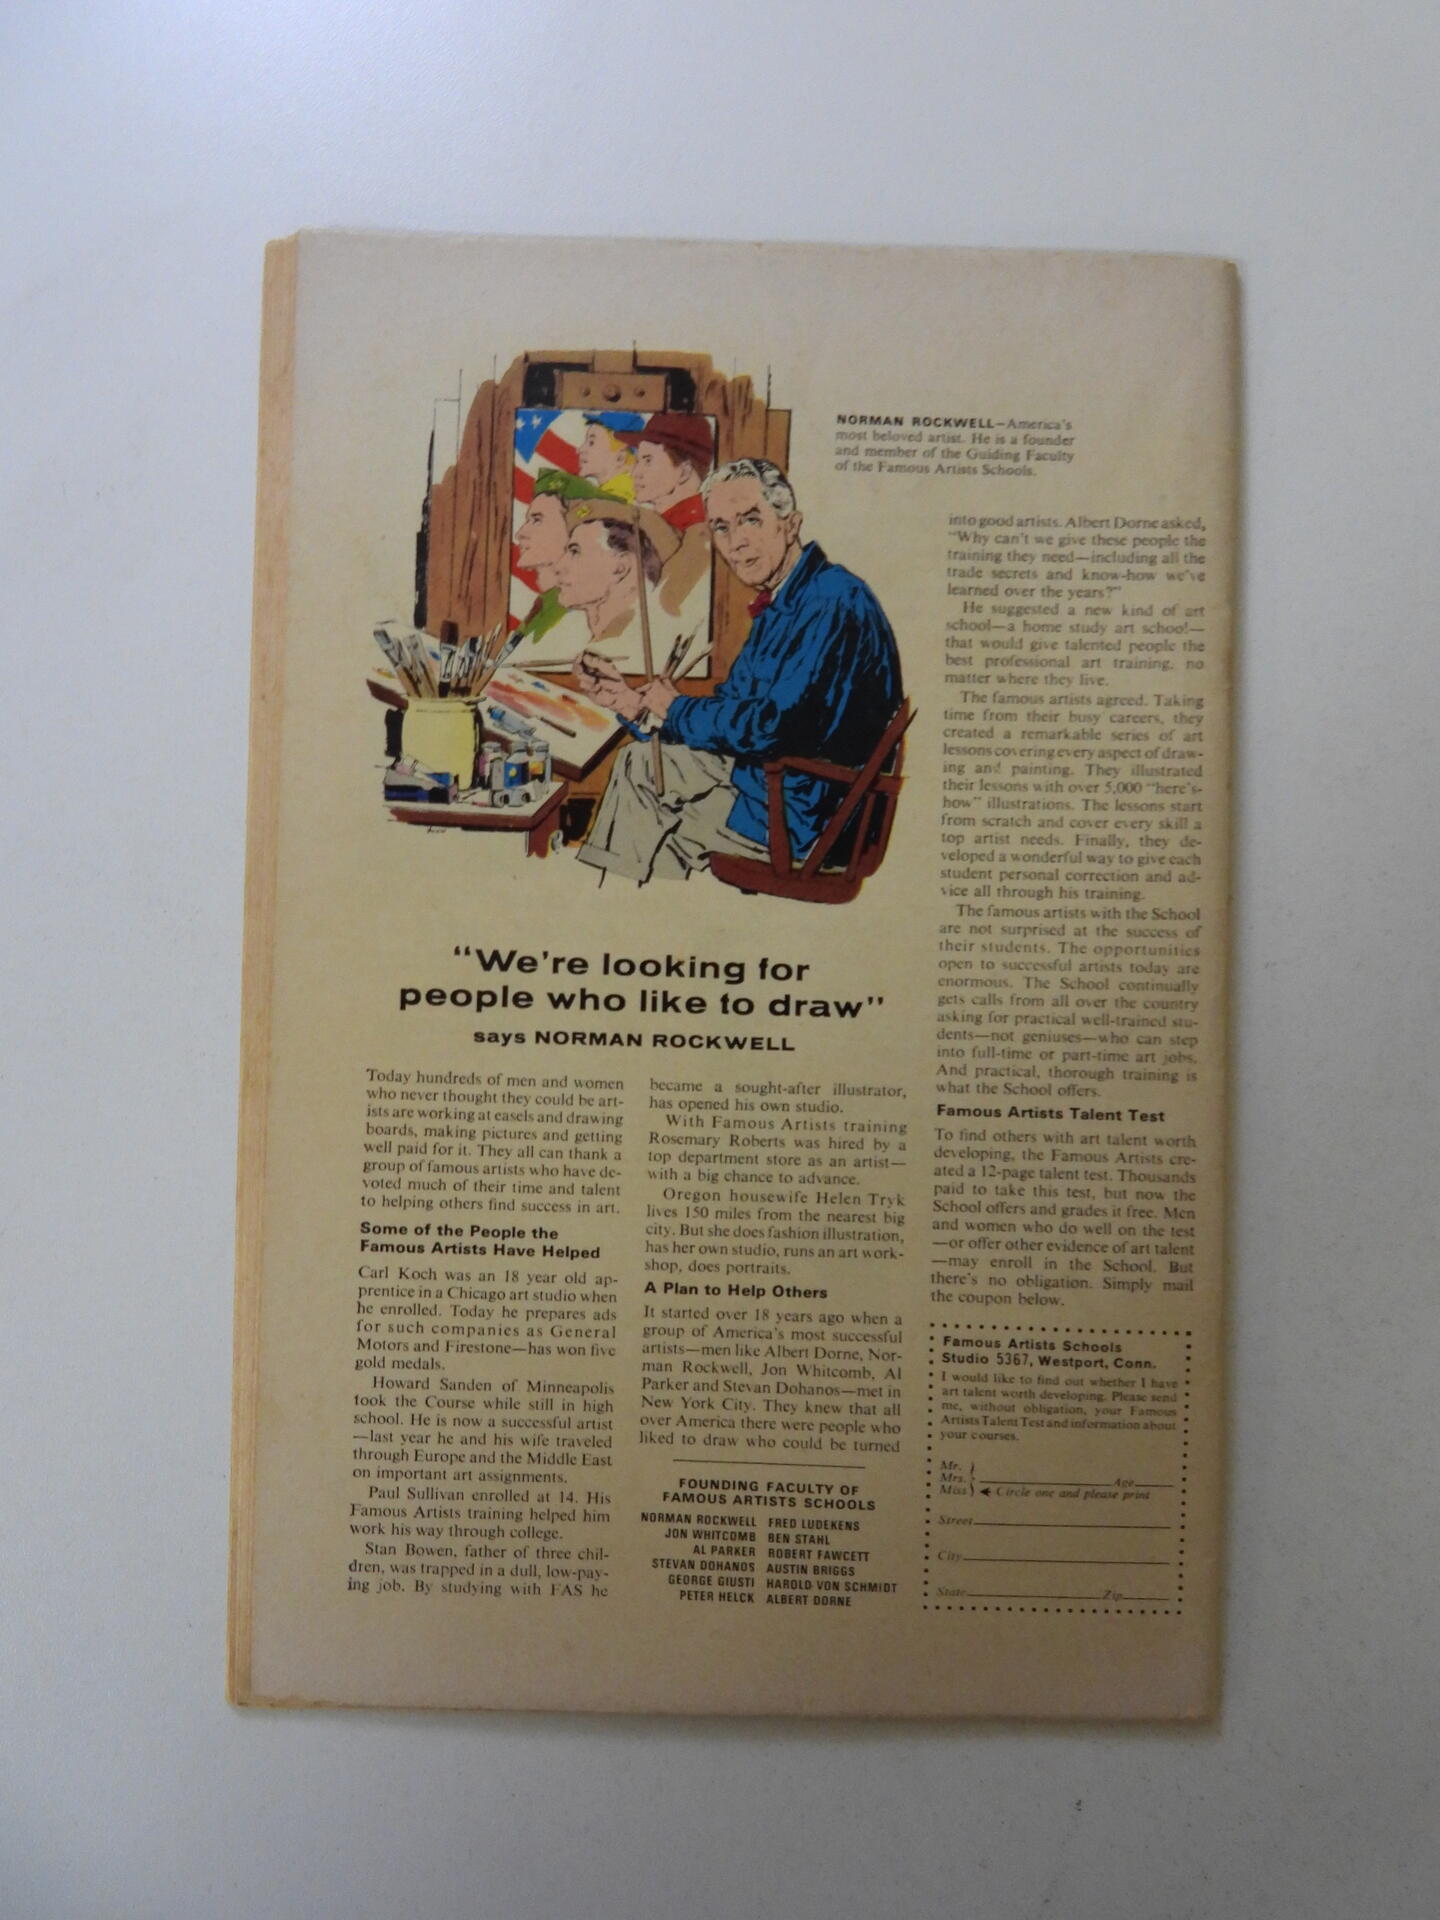 NORMAN ROCKWELL—America's
most beloved artist. He is a founder
and member of the Guiding Faculty
of the Famous Artists Schools.
"We're looking for
people who like to draw"
says NORMAN ROCKWELL
Today hundreds of men and women
who never thought they could be art-
ists are working at easels and drawing
boards, making pictures and getting
well paid for it. They all can thank a
group of famous artists who have de-
voted much of their time and talent
to helping others find success in art.
Some of the People the
Famous Artists Have Helped
Carl Koch was an 18 year old ap-
prentice in a Chicago art studio when
he enrolled. Today he prepares ads
for such companies as General
Motors and Firestone—has won five
gold medals.
Howard Sanden of Minneapolis
took the Course while still in high
school. He is now a successful artist
—last year he and his wife traveled
through Europe and the Middle East
on important art assignments.
Paul Sullivan enrolled at 14. His
Famous Artists training helped him
work his way through college.
Stan Bowen, father of three chil-
dren, was trapped in a dull, low-pay-
ing job. By studying with FAS he
became a sought-after illustrator,
has opened his own studio.
With Famous Artists training
Rosemary Roberts was hired by a
top department store as an artist—
with a big chance to advance.
Oregon housewife Helen Tryk
lives 150 miles from the nearest big
city. But she does fashion illustration,
has her own studio, runs an art work-
shop, does portraits.
A Plan to Help Others
It started over 18 years ago when a
group of America's most successful
artists—men like Albert Dorne, Nor-
man Rockwell, Jon Whitcomb, Al
Parker and Stevan Dohanos—met in
New York City. They knew that all
over America there were people who
liked to draw who could be turned
into good artists. Albert Dorne asked,
"Why can't we give these people the
training they need—including all the
trade secrets and know-how we've
learned over the years?"
He suggested a new kind of art
school—a home study art school—
that would give talented people the
best professional art training, no
matter where they live.
The famous artists agreed. Taking
time from their busy careers, they
created a remarkable series of art
lessons covering every aspect of draw-
ing and painting. They illustrated
their lessons with over 5,000 "here's-
how" illustrations. The lessons start
from scratch and cover every skill a
top artist needs. Finally, they de-
veloped a wonderful way to give each
student personal correction and ad-
vice all through his training.
The famous artists with the School
are not surprised at the success of
their students. The opportunities
open to successful artists today are
enormous. The School continually
gets calls from all over the country
asking for practical well-trained stu-
dents—not geniuses—who can step
into full-time or part-time art jobs.
And practical, thorough training is
what the School offers.
Famous Artists Talent Test
To find others with art talent worth
developing, the Famous Artists cre-
ated a 12-page talent test. Thousands
paid to take this test, but now the
School offers and grades it free. Men
and women who do well on the test
—or offer other evidence of art talent
—may enroll in the School. But
there's no obligation. Simply mail
the coupon below.
FOUNDING FACULTY OF
FAMOUS ARTISTS SCHOOLS
NORMAN ROCKWELL FRED LUDEKENS
JON WHITCOMB BEN STAHL
AL PARKER ROBERT FAWCETT
STEVAN DOHANOS AUSTIN BRIGGS
GEORGE GIUSTI HAROLD VON SCHMIDT
PETER HELCK ALBERT DORNE
Famous Artists Schools
Studio 5367, Westport, Conn.
I would like to find out whether I have
art talent worth developing. Please send
me, without obligation, your Famous
Artists Talent Test and information about
your courses.
Mr.
Mrs. Age
Miss Circle one and please print
Street
City
State Zip